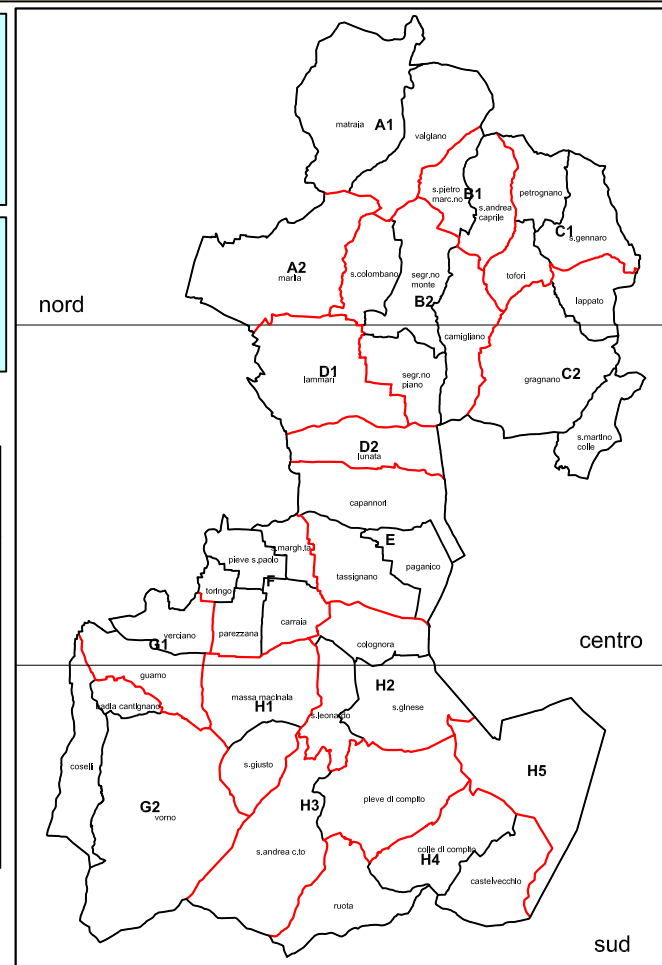 matraia
A1
valgiano
s.pietro
marc.no
B1
s.andrea
caprile
petrognano
C1
s.gennaro
A2
marlia
s.colombano
segr.no
monte
B2
tofori
lappato
nord
camigliano
D1
lammari
segr.no
piano
gragnano
C2
s.martino
colle
D2
lunata
capannori
E
s.margh.ta
pieve s.paolo
tassignano
paganico
F
toringo
verciano
parezzana
carraia
colognora
centro
G1
guamo
badia cantignano
massa macinaia
H1
s.leonardo
H2
s.ginese
coselli
s.giusto
H5
G2
vorno
H3
pieve di compito
s.andrea c.to
colle di compito
H4
castelvecchio
ruota
sud